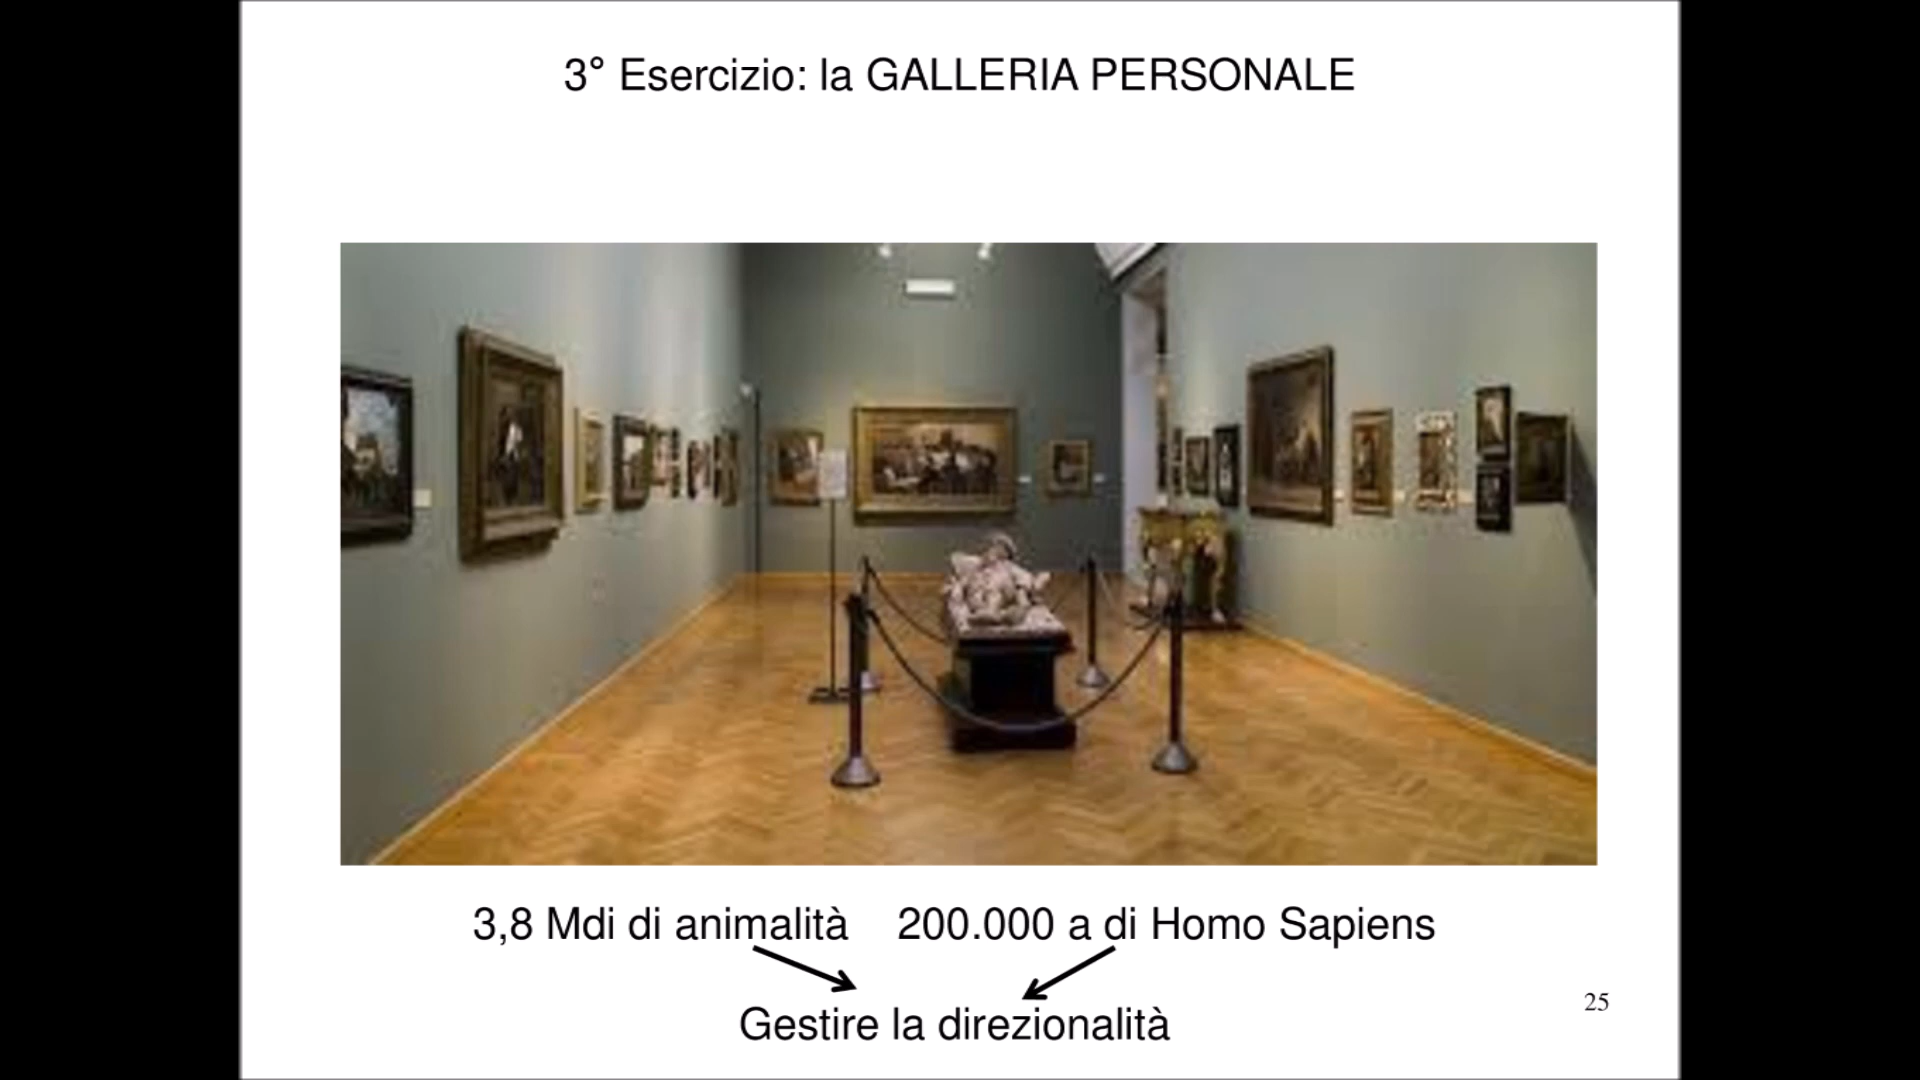 3° Esercizio: la GALLERIA PERSONALE
3,8 Mdi di animalità 200.000 a di Homo Sapiens
Gestire la direzionalità
25